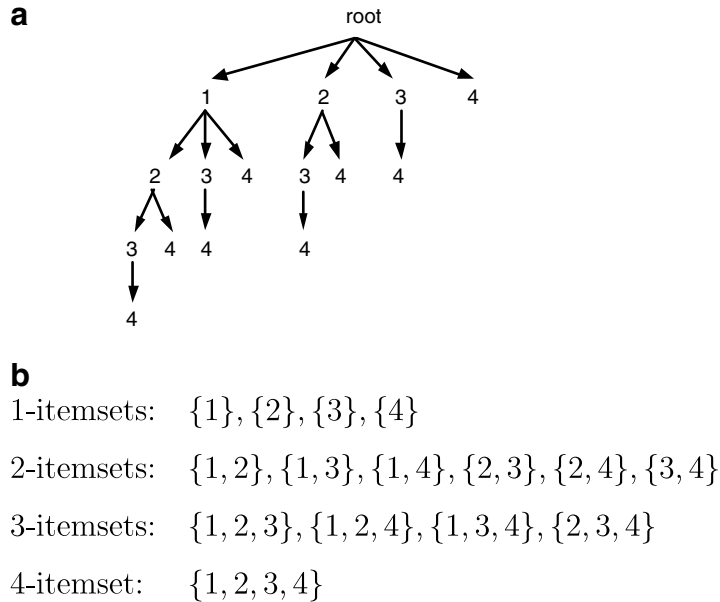 a
root
1 2 3 4
2 3 4 3 4 4
3 4 4 4
4
b
1-itemsets: {1}, {2}, {3}, {4}
2-itemsets: {1, 2}, {1, 3}, {1, 4}, {2, 3}, {2, 4}, {3, 4}
3-itemsets: {1, 2, 3}, {1, 2, 4}, {1, 3, 4}, {2, 3, 4}
4-itemset: {1, 2, 3, 4}